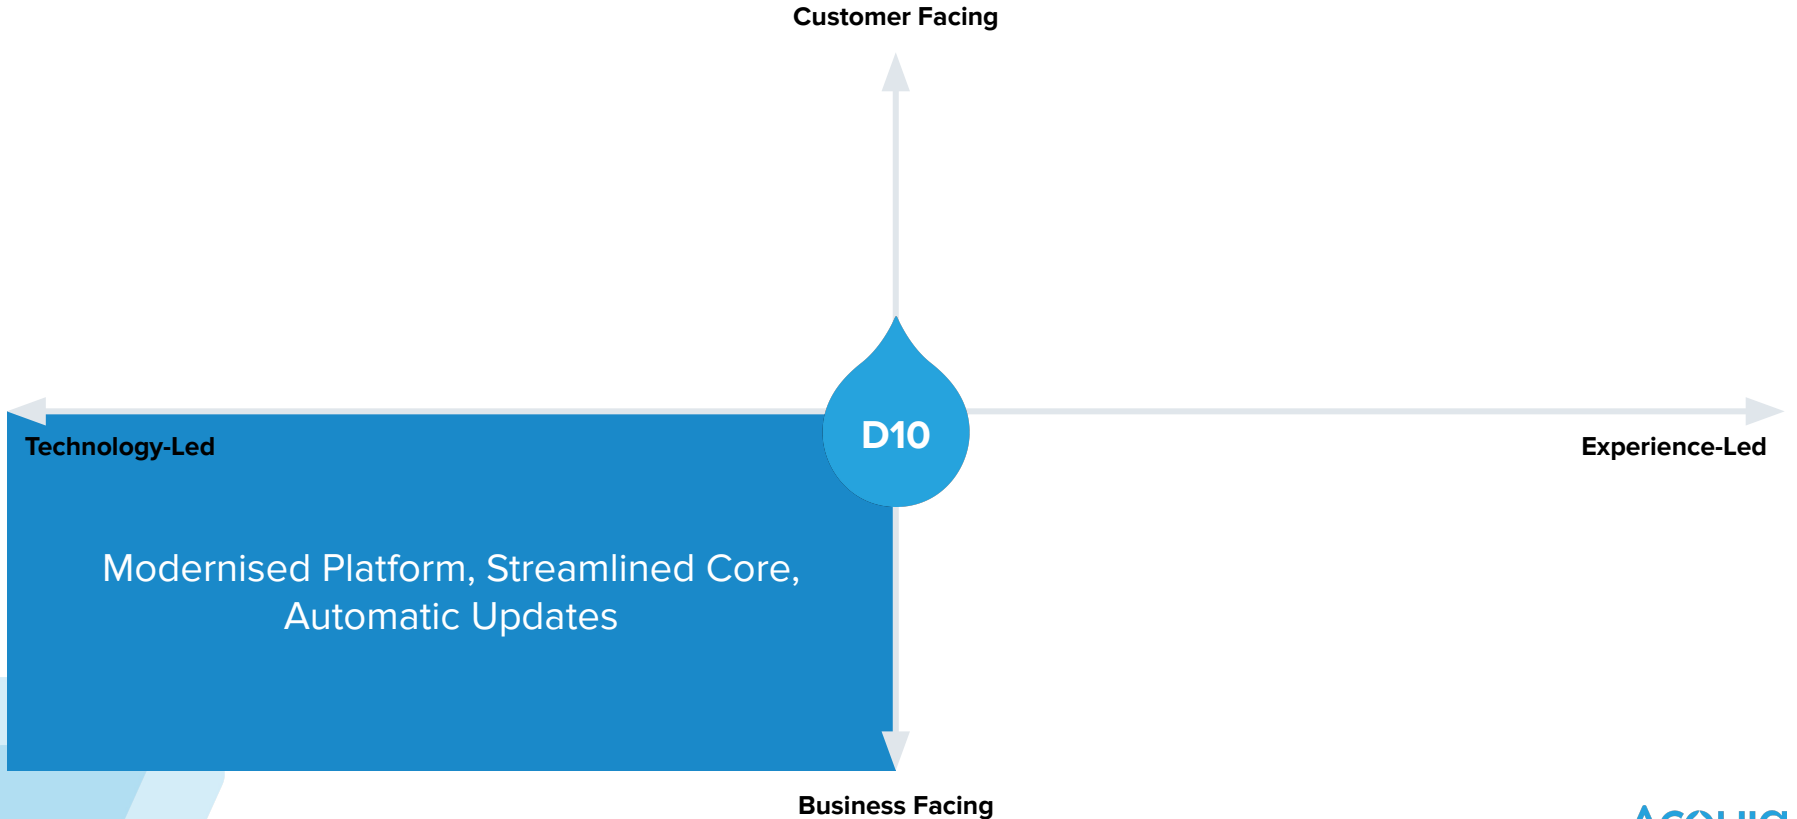 Customer Facing
D10
Technology-Led
Experience-Led
Modernised Platform, Streamlined Core,
Automatic Updates
Business Facing